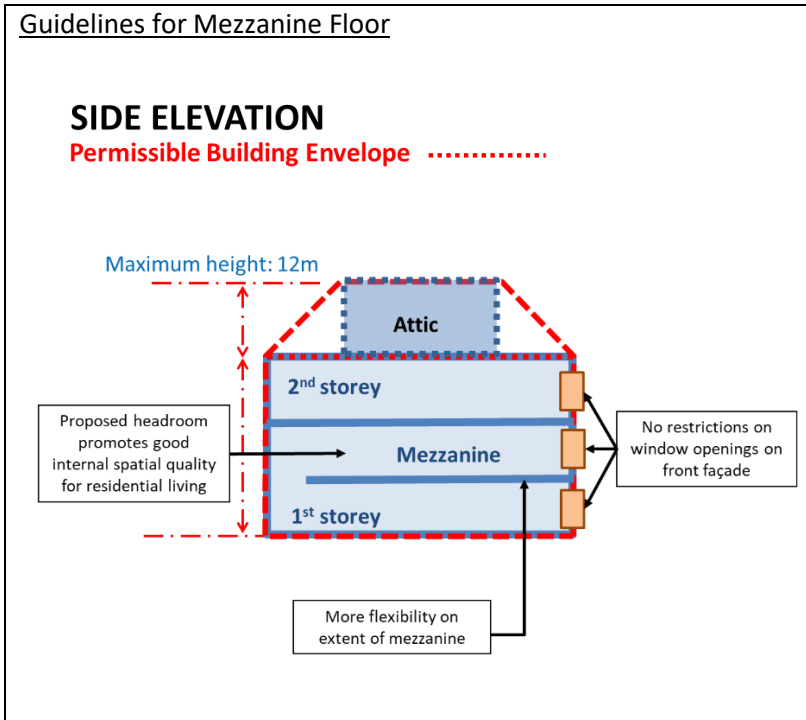 Guidelines for Mezzanine Floor
SIDE ELEVATION
Permissible Building Envelope
Maximum height: 12m
Attic
2nd storey
Proposed headroom
promotes good
internal spatial quality
for residential living
Mezzanine
No restrictions on
window openings on
front façade
1st storey
More flexibility on
extent of mezzanine